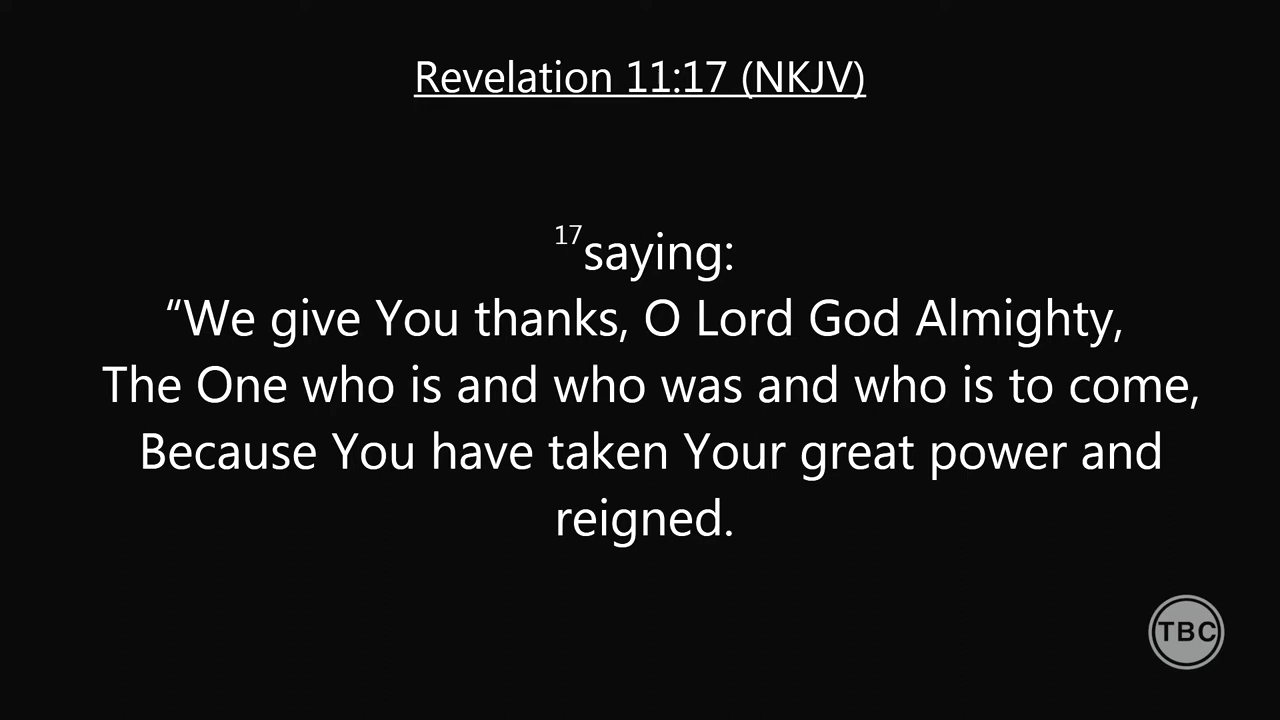 Revelation 11:17 (NKJV)
17saying:
“We give You thanks, O Lord God Almighty,
The One who is and who was and who is to come,
Because You have taken Your great power and
reigned.
TBC